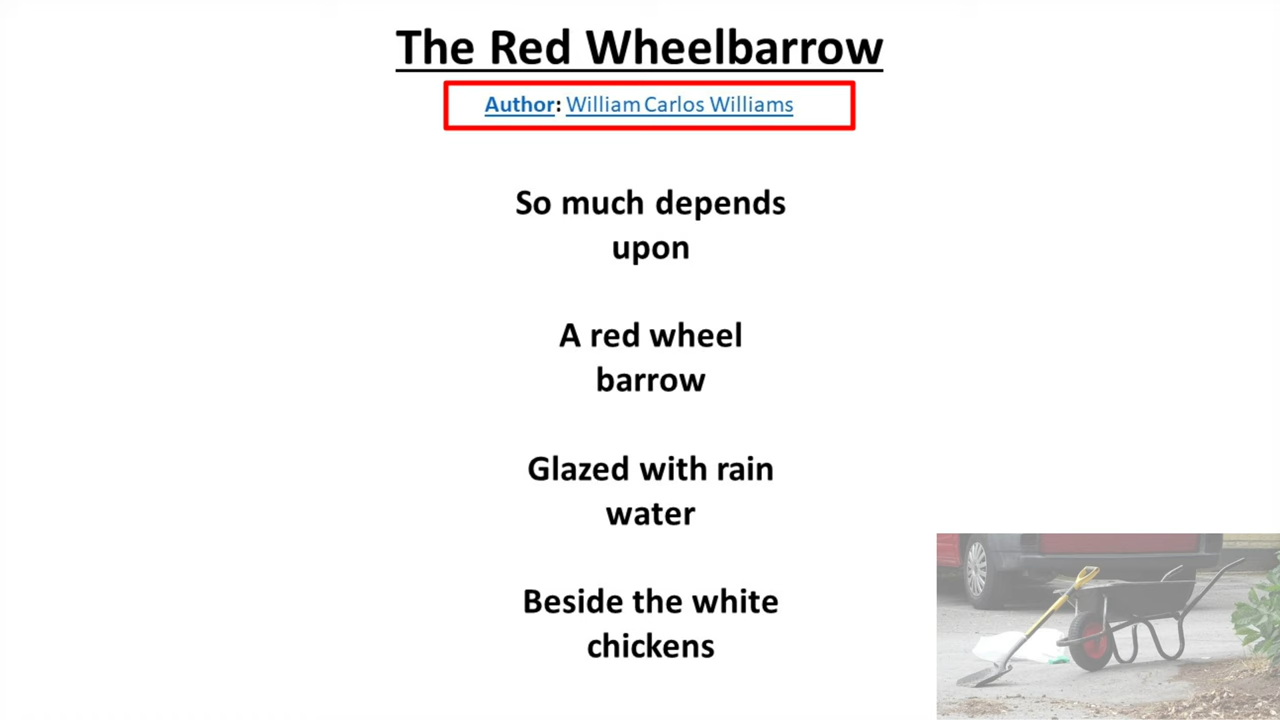 The Red Wheelbarrow
Author: William Carlos Williams
So much depends
upon
A red wheel
barrow
Glazed with rain
water
Beside the white
chickens